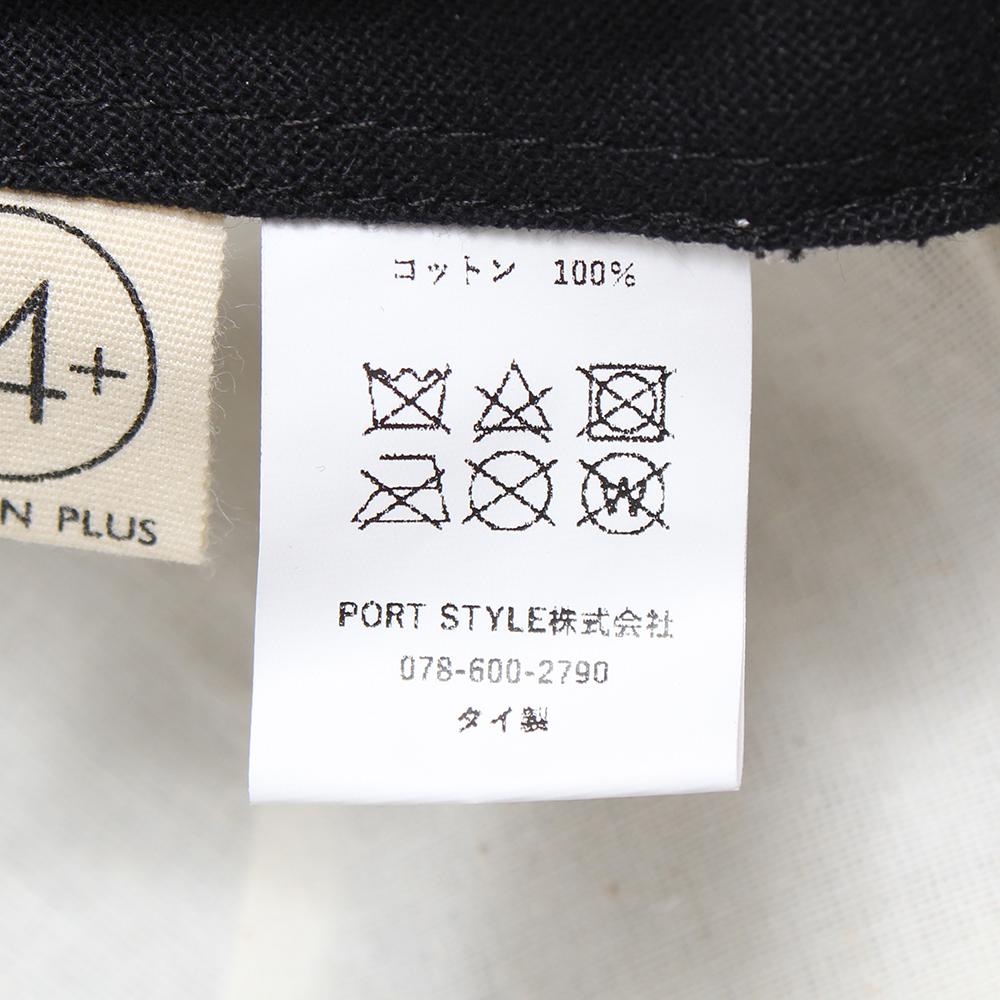 4+
N PLUS
コットン 100%
W
PORT STYLE株式会社
078-600-2790
タイ製